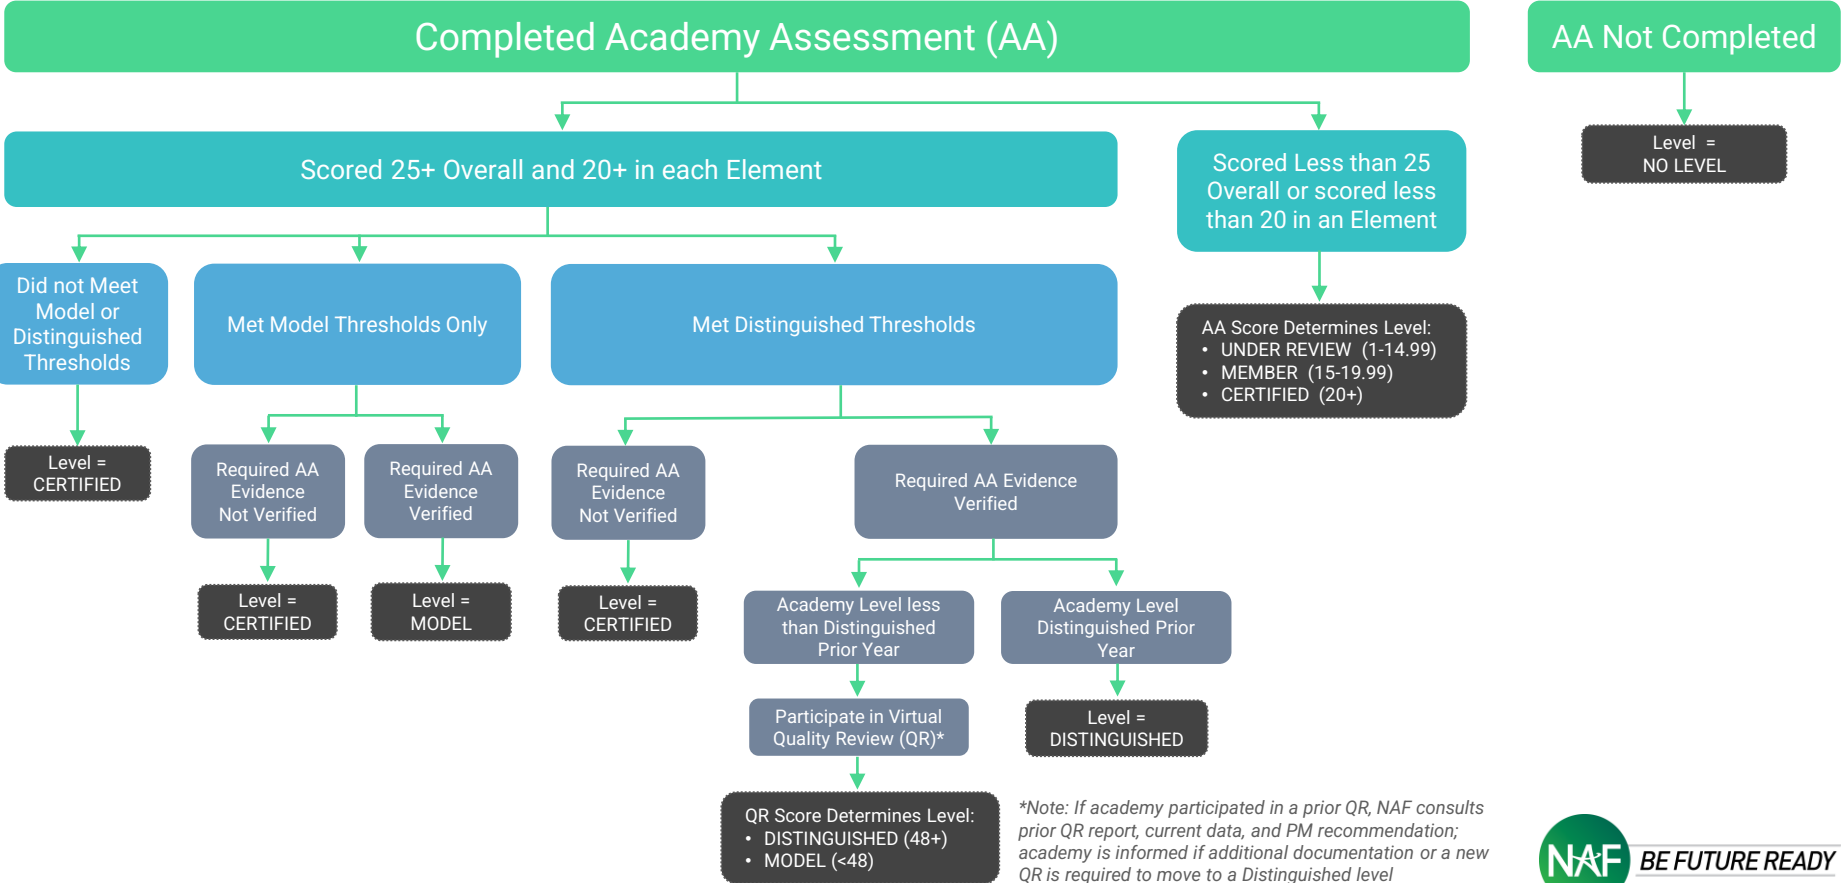 Completed Academy Assessment (AA)
AA Not Completed
Level =
NO LEVEL
Scored 25+ Overall and 20+ in each Element
Scored Less than 25
Overall or scored less
than 20 in an Element
Did not Meet
Model or
Distinguished
Thresholds
Met Model Thresholds Only
Met Distinguished Thresholds
AA Score Determines Level:
• UNDER REVIEW (1-14.99)
• MEMBER (15-19.99)
• CERTIFIED (20+)
Level =
CERTIFIED
Required AA
Evidence
Not Verified
Required AA
Evidence
Verified
Required AA
Evidence
Not Verified
Required AA Evidence
Verified
Level =
CERTIFIED
Level =
MODEL
Level =
CERTIFIED
Academy Level less
than Distinguished
Prior Year
Academy Level
Distinguished Prior
Year
Participate in Virtual
Quality Review (QR)*
Level =
DISTINGUISHED
QR Score Determines Level:
• DISTINGUISHED (48+)
• MODEL (<48)
*Note: If academy participated in a prior QR, NAF consults
prior QR report, current data, and PM recommendation;
academy is informed if additional documentation or a new
QR is required to move to a Distinguished level
NAF
BE FUTURE READY